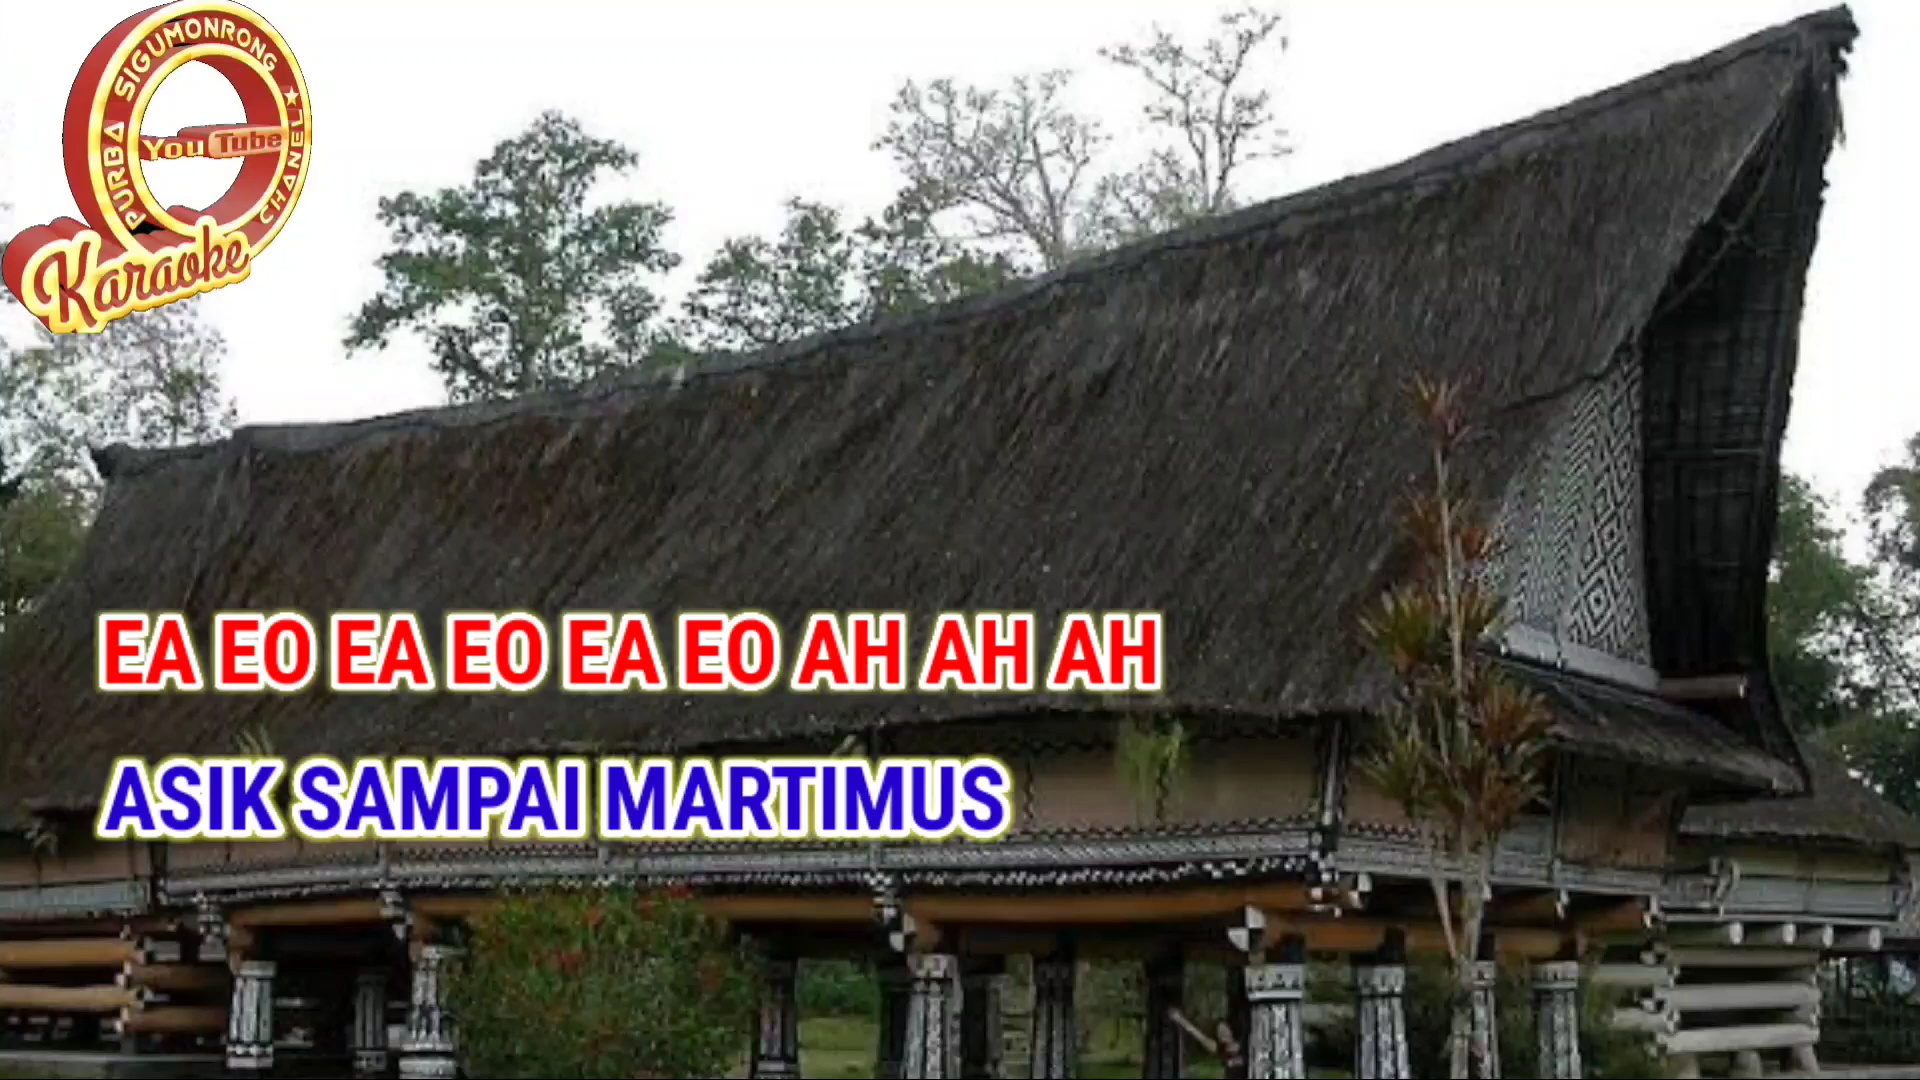 PURBA SIGUMONRONG CHANEL
YouTube
Karaoke
EA EO EA EO EA EO AH AH AH
ASIK SAMPAI MARTIMUS